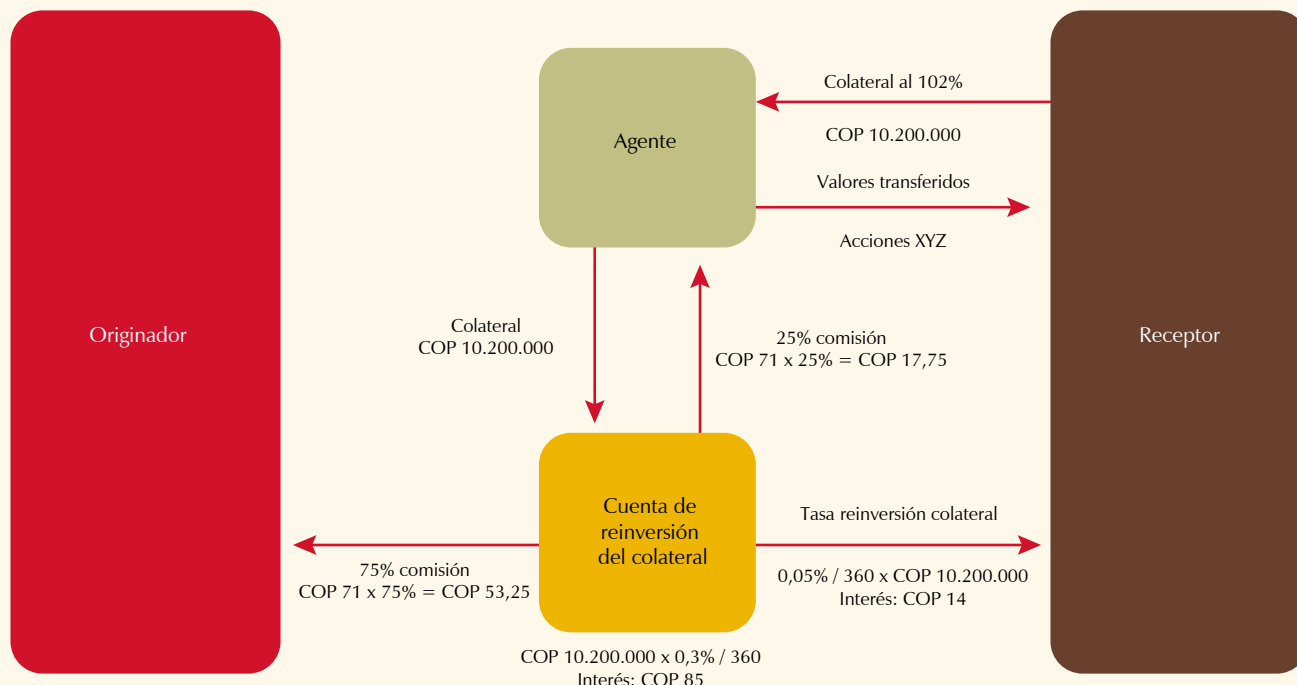 Colateral al 102%
COP 10.200.000
Agente
Valores transferidos
Acciones XYZ
Originador
Receptor
Colateral
COP 10.200.000
25% comisión
COP 71 x 25% = COP 17,75
Cuenta de
reinversión
del colateral
Tasa reinversión colateral
75% comisión
COP 71 x 75% = COP 53,25
0,05% / 360 x COP 10.200.000
Interés: COP 14
COP 10.200.000 x 0,3% / 360
Interés: COP 85